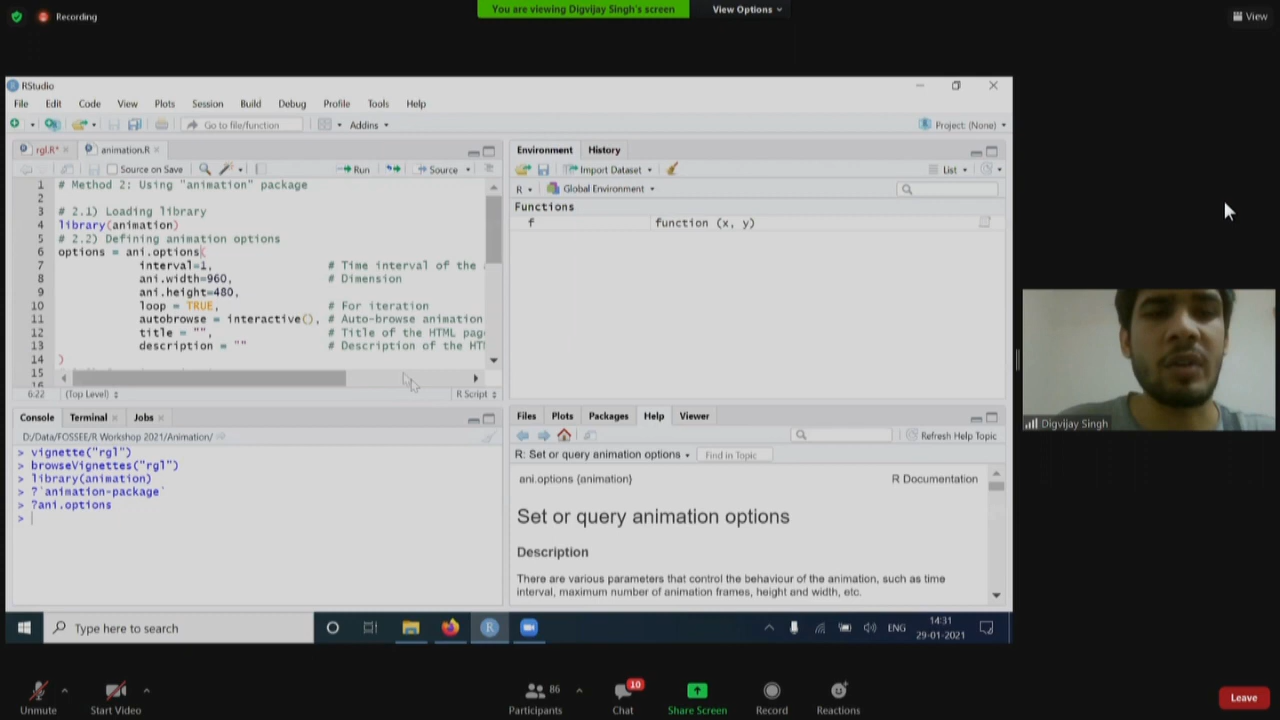 Recording
You are viewing Digvijay Singh's screen
View Options
View
RStudio
File Edit Code View Plots Session Build Debug Profile Tools Help
Go to file/function
Addins
Project: (None)
rgl.R*
animation.R
Source on Save
Run
Source
1 # Method 2: Using "animation" package
2
3 # 2.1) Loading library
4 library(animation)
5 # 2.2) Defining animation options
6 options = ani.options(
7 interval=1, # Time interval of the
8 ani.width=960, # Dimension
9 ani.height=480,
10 loop = TRUE, # For iteration
11 autobrowse = interactive(), # Auto-browse animation
12 title = "", # Title of the HTML pag
13 description = "" # Description of the HT
14 )
15
16
6:22 (Top Level) R Script
Environment History
Import Dataset
List
R Global Environment
Functions
f function (x, y)
Console Terminal Jobs
D:/Data/FOSSEE/R Workshop 2021/Animation/
> vignette("rgl")
> browseVignettes("rgl")
> library(animation)
> ?`animation-package`
> ?ani.options
>
Files Plots Packages Help Viewer
Refresh Help Topic
R: Set or query animation options
Find in Topic
ani.options {animation}
R Documentation
Set or query animation options
Description
There are various parameters that control the behaviour of the animation, such as time
interval, maximum number of animation frames, height and width, etc.
Digvijay Singh
Type here to search
ENG
14:31
29-01-2021
Unmute
Start Video
86
Participants
10
Chat
Share Screen
Record
Reactions
Leave